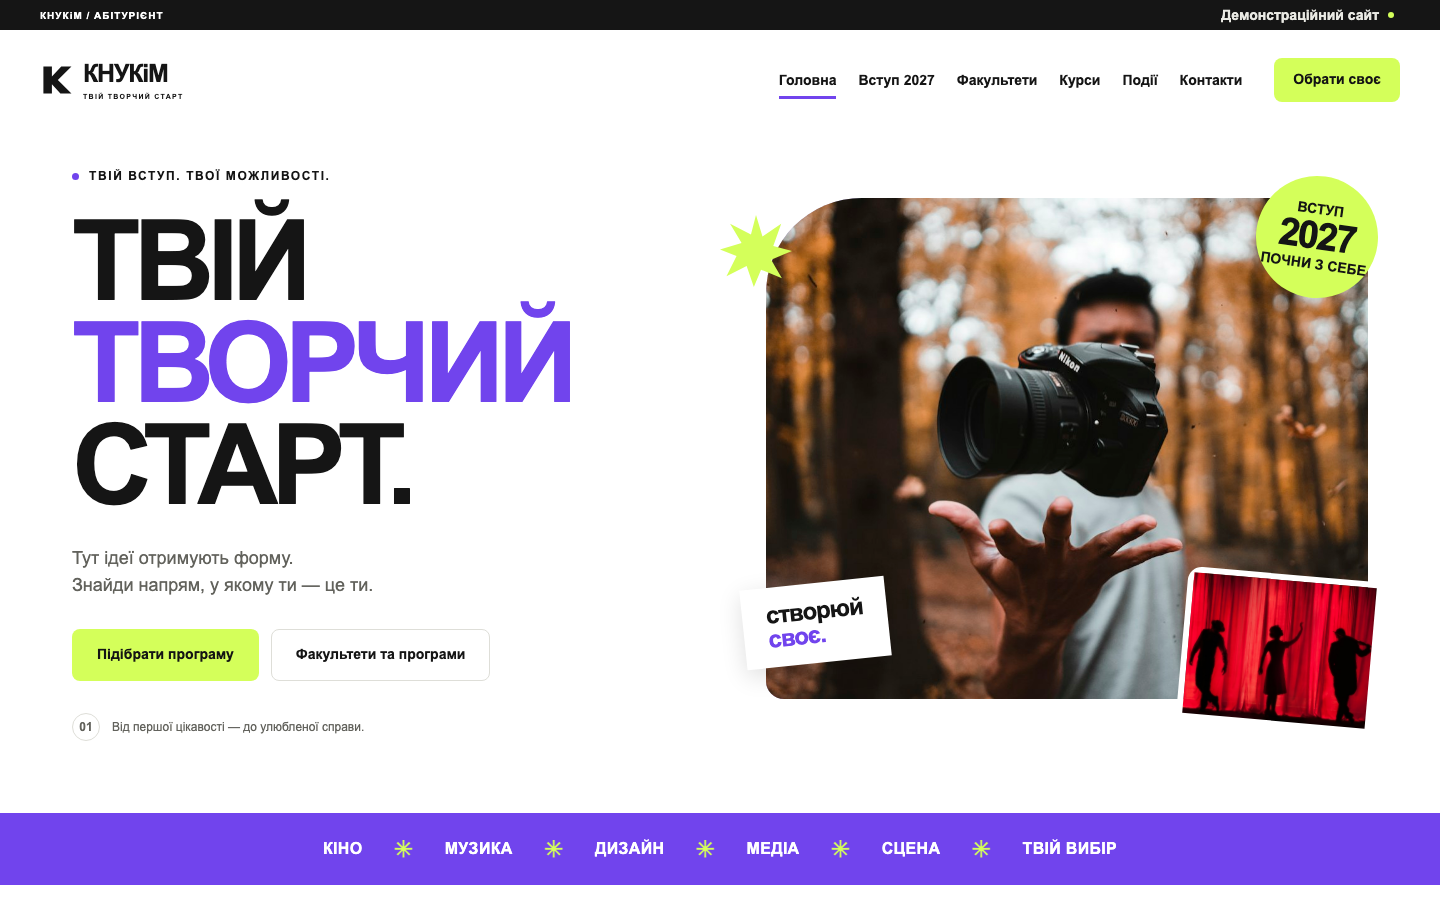 КНУКіМ / АБІТУРІЄНТ
Демонстраційний сайт
К КНУКіМ
ТВІЙ ТВОРЧИЙ СТАРТ
Головна
Вступ 2027
Факультети
Курси
Події
Контакти
Обрати своє
ТВІЙ ВСТУП. ТВОЇ МОЖЛИВОСТІ.
ТВІЙ
ТВОРЧИЙ
СТАРТ.
Тут ідеї отримують форму.
Знайди напрям, у якому ти — це ти.
Підібрати програму
Факультети та програми
01 Від першої цікавості — до улюбленої справи.
ВСТУП
2027
ПОЧНИ З СЕБЕ
Nikon
створюй
своє.
КІНО
МУЗИКА
ДИЗАЙН
МЕДІА
СЦЕНА
ТВІЙ ВИБІР